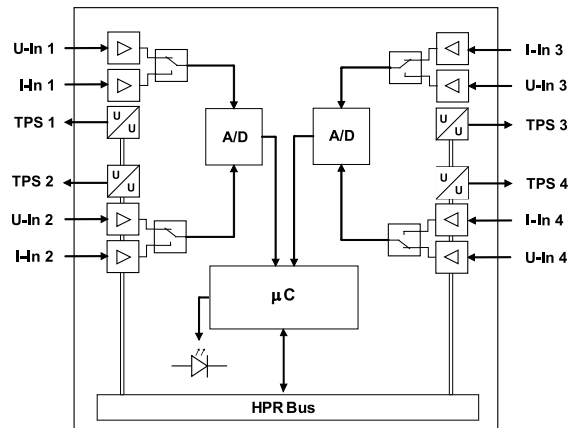 U-In 1
I-In 1
TPS 1
TPS 2
U-In 2
I-In 2
I-In 3
U-In 3
TPS 3
TPS 4
I-In 4
U-In 4
U
U
U
U
U
U
U
U
A/D
A/D
µC
HPR Bus